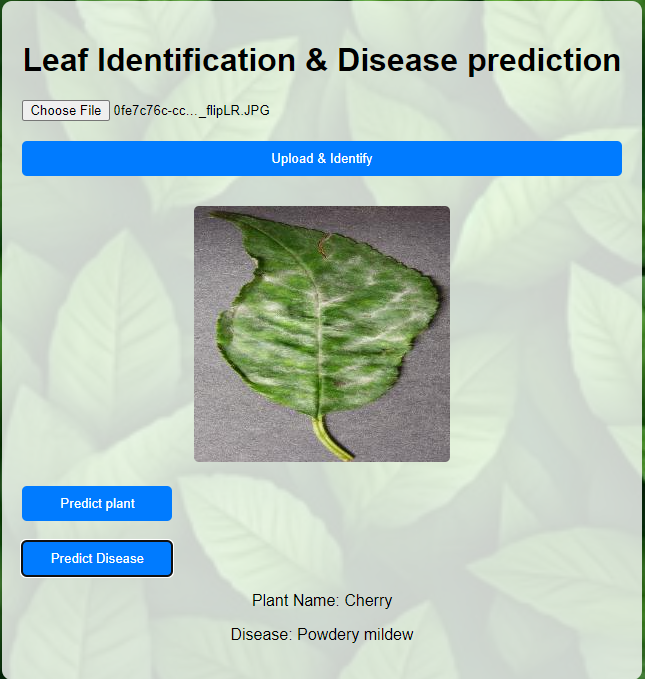 Leaf Identification & Disease prediction
Choose File 0fe7c76c-cc…_flipLR.JPG
Upload & Identify
Predict plant
Predict Disease
Plant Name: Cherry
Disease: Powdery mildew